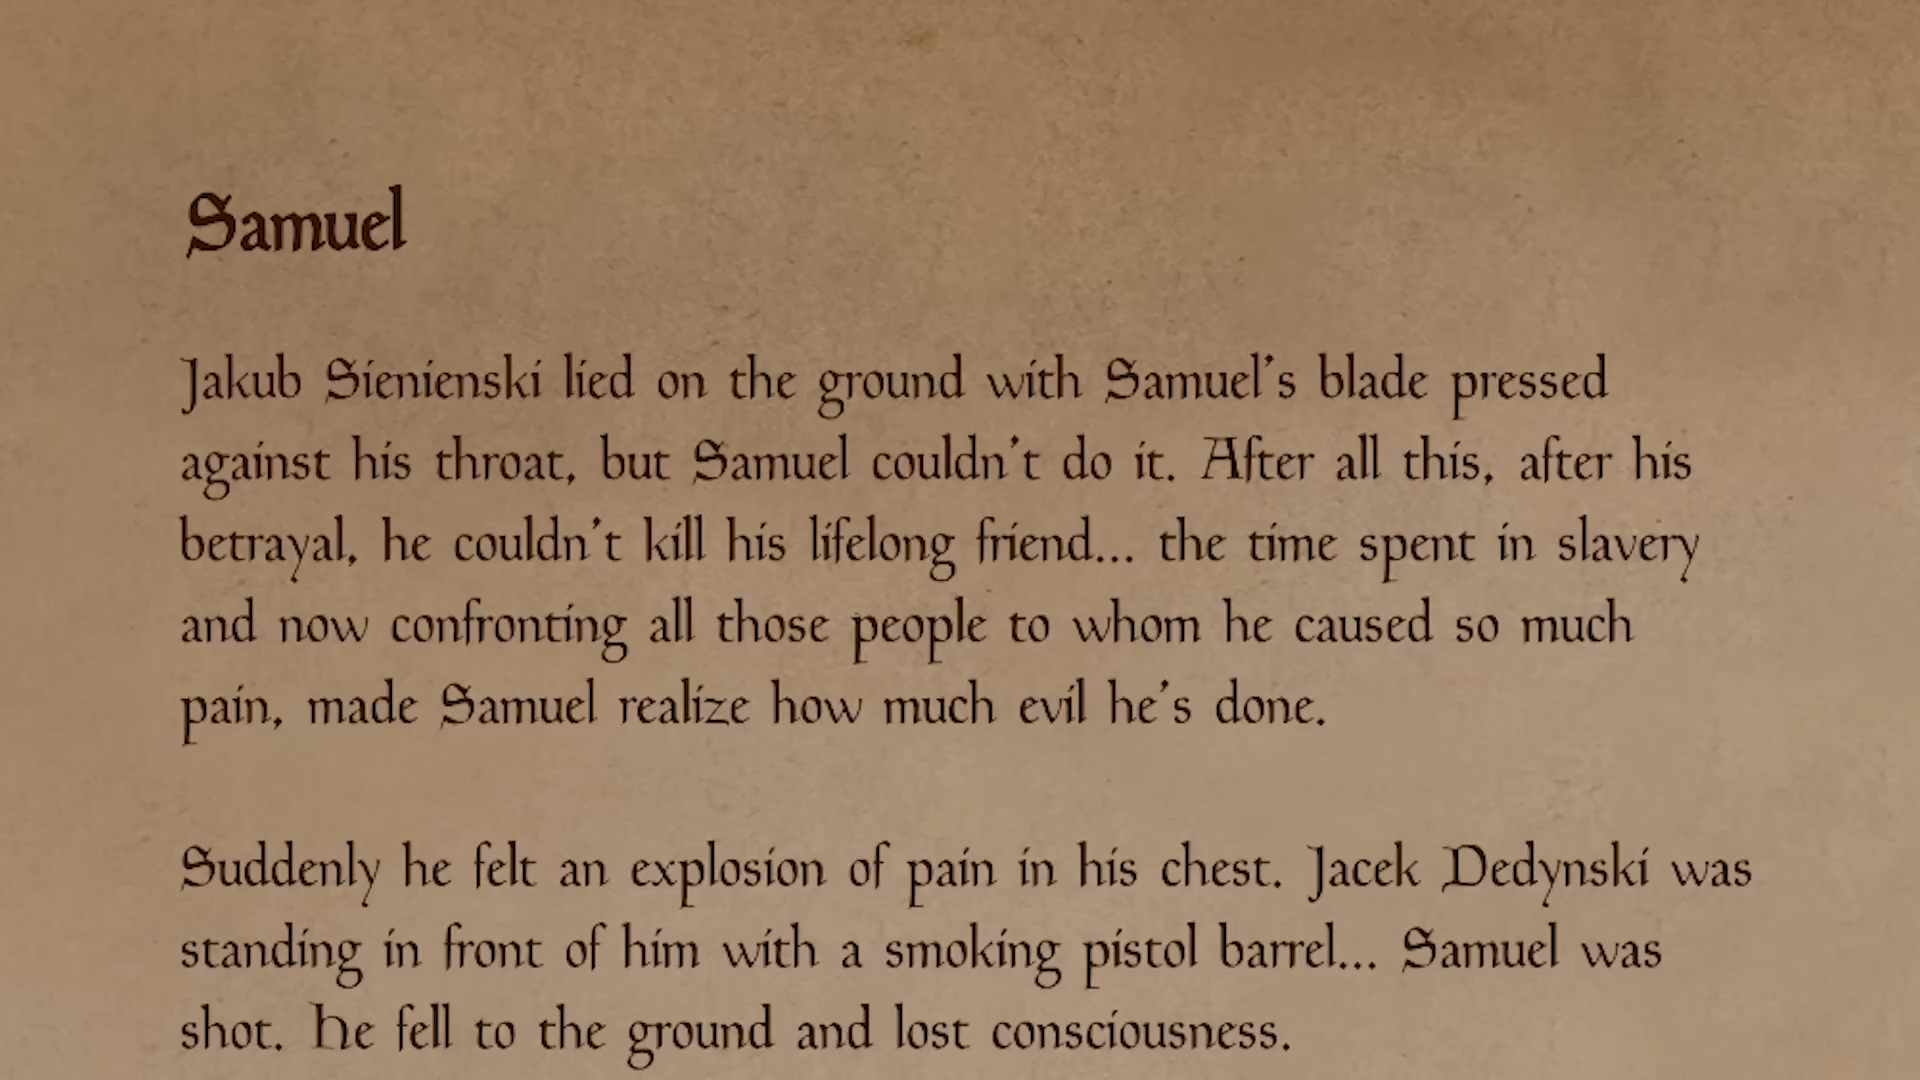 Samuel
Jakub Sienienski lied on the ground with Samuel's blade pressed
against his throat, but Samuel couldn't do it. After all this, after his
betrayal, he couldn't kill his lifelong friend... the time spent in slavery
and now confronting all those people to whom he caused so much
pain, made Samuel realize how much evil he's done.
Suddenly he felt an explosion of pain in his chest. Jacek Dedynski was
standing in front of him with a smoking pistol barrel... Samuel was
shot. He fell to the ground and lost consciousness.